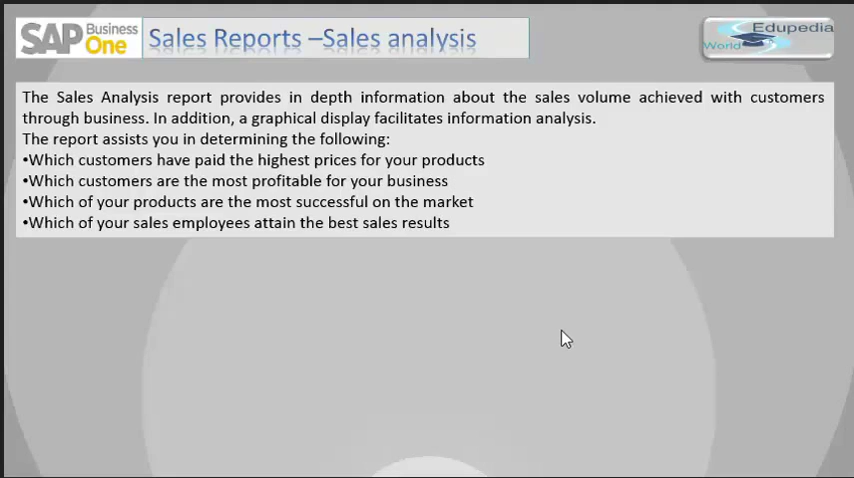 SAP Business One
Sales Reports –Sales analysis
Edupedia
World
The Sales Analysis report provides in depth information about the sales volume achieved with customers
through business. In addition, a graphical display facilitates information analysis.
The report assists you in determining the following:
•Which customers have paid the highest prices for your products
•Which customers are the most profitable for your business
•Which of your products are the most successful on the market
•Which of your sales employees attain the best sales results